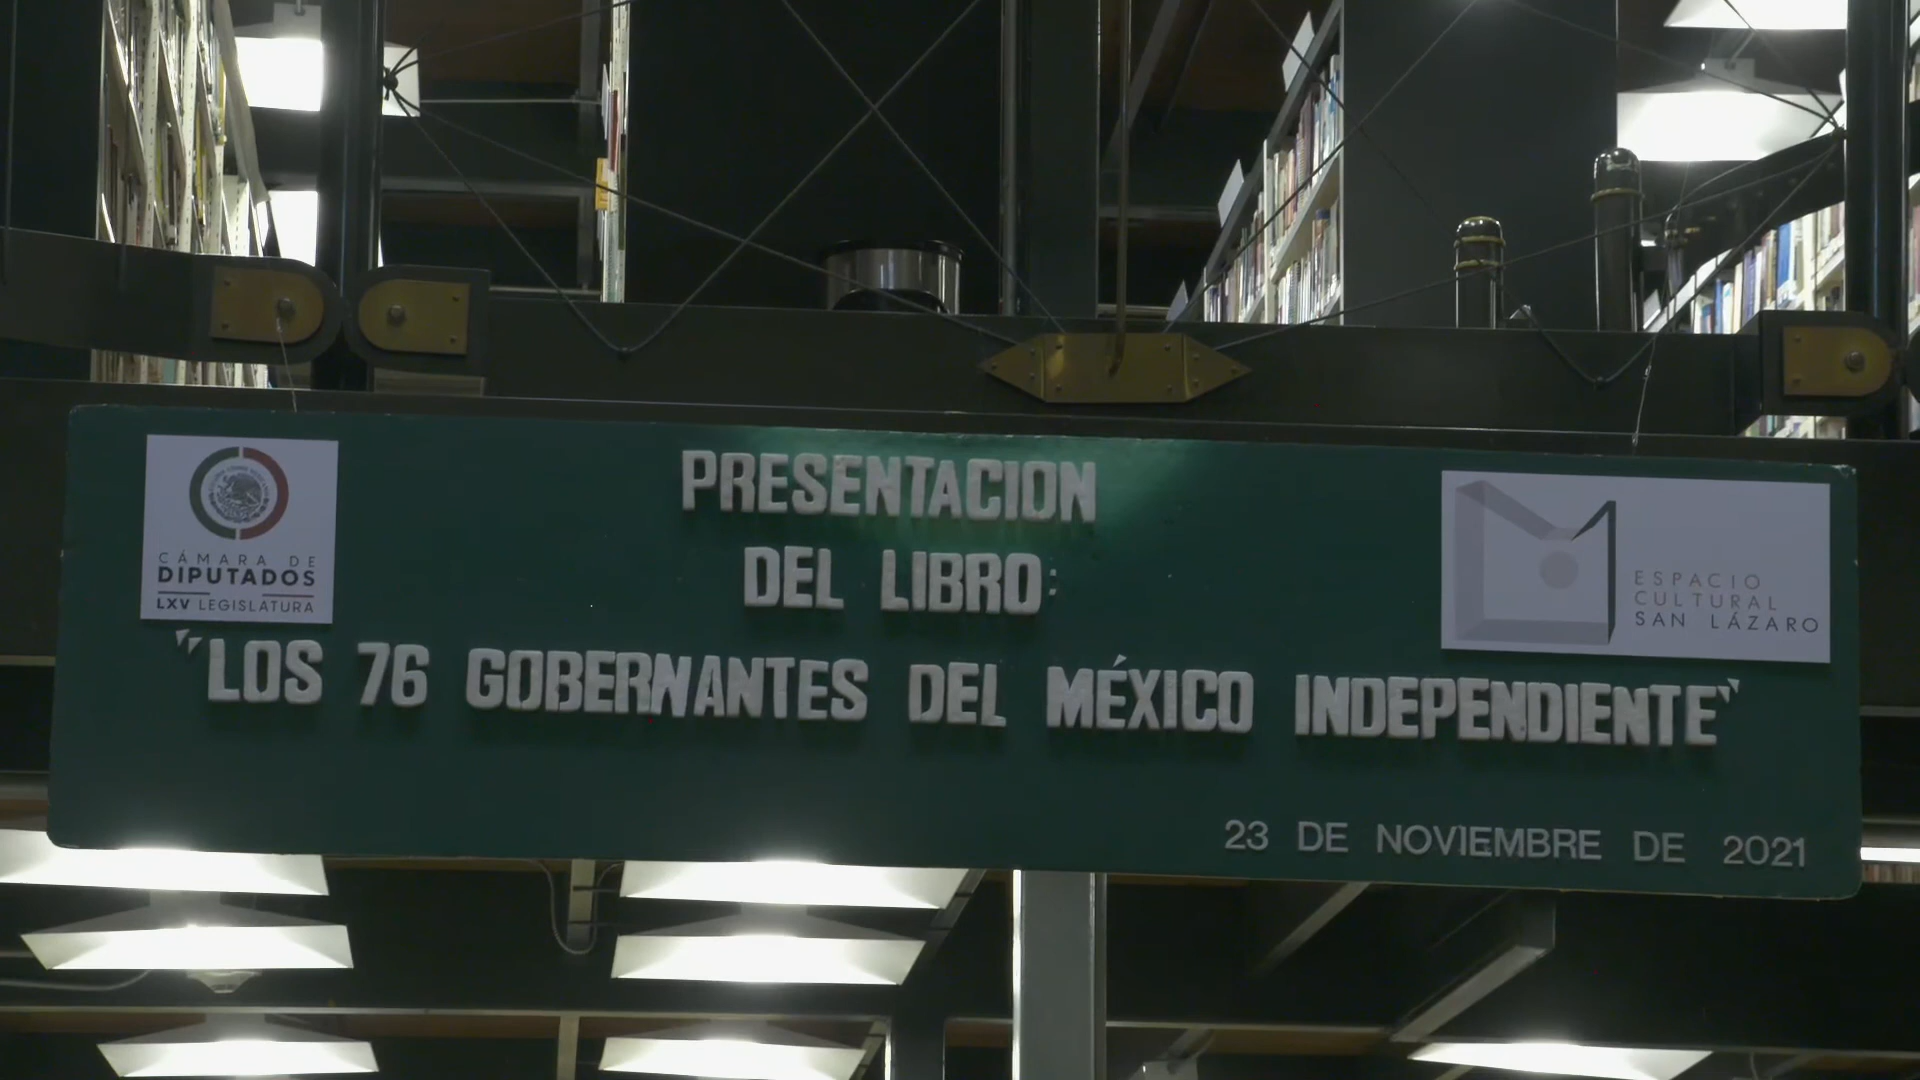 CÁMARA DE
DIPUTADOS
LXV LEGISLATURA
PRESENTACION
DEL LIBRO:
ESPACIO
CULTURAL
SAN LÁZARO
"LOS 76 GOBERNANTES DEL MÉXICO INDEPENDIENTE"
23 DE NOVIEMBRE DE 2021